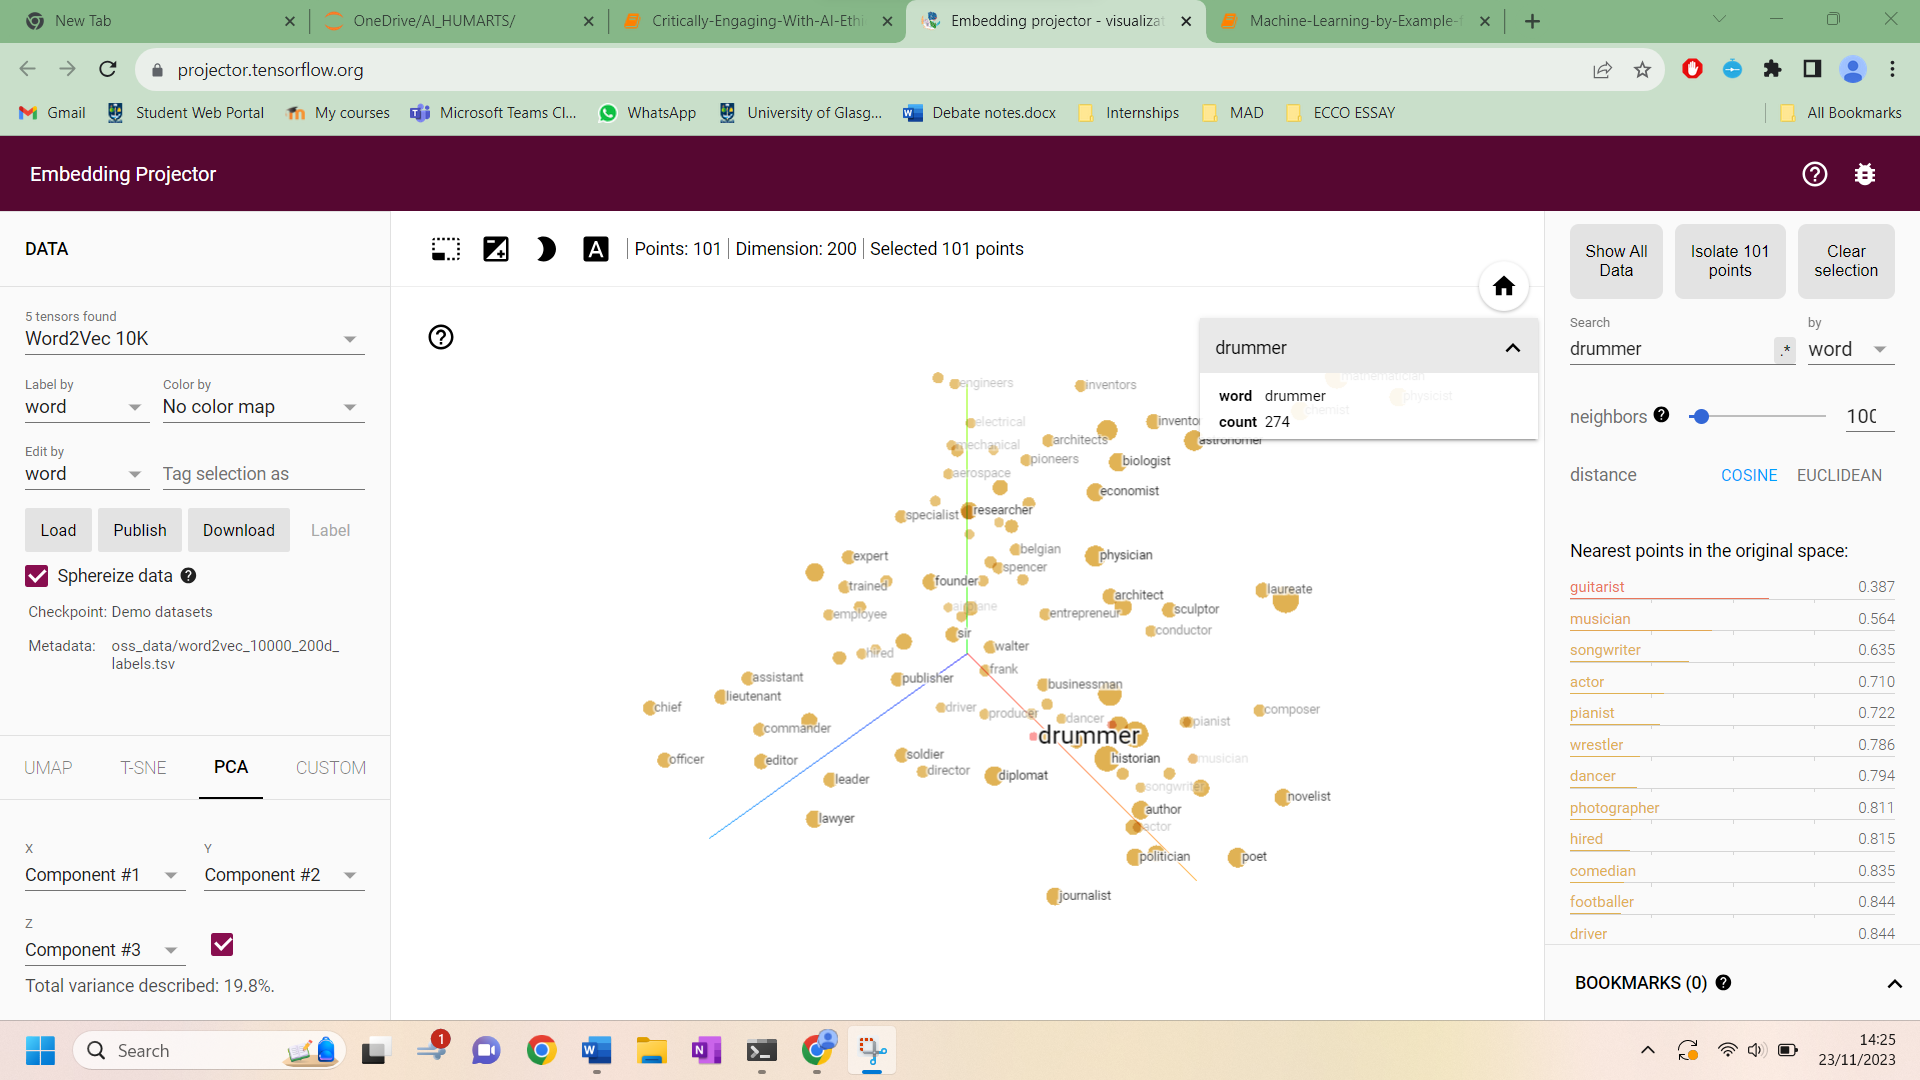 New Tab
OneDrive/AI_HUMARTS/
Critically-Engaging-With-AI-Ethi
Embedding projector - visualizat
Machine-Learning-by-Example-
projector.tensorflow.org
Gmail
Student Web Portal
My courses
Microsoft Teams Cl...
WhatsApp
University of Glasg...
Debate notes.docx
Internships
MAD
ECCO ESSAY
All Bookmarks
Embedding Projector
DATA
5 tensors found
Word2Vec 10K
Label by
word
Color by
No color map
Edit by
word
Tag selection as
Load
Publish
Download
Label
Sphereize data
Checkpoint: Demo datasets
Metadata: oss_data/word2vec_10000_200d_
labels.tsv
UMAP
T-SNE
PCA
CUSTOM
X
Component #1
Y
Component #2
Z
Component #3
Total variance described: 19.8%.
A
Points: 101 | Dimension: 200 | Selected 101 points
drummer
word drummer
count 274
mathematician
physicist
chemist
engineers
inventors
electrical
inventor
architects
astronomer
mechanical
pioneers
biologist
aerospace
economist
specialist
researcher
belgian
expert
physician
spencer
founder
trained
laureate
architect
airplane
employee
entrepreneur
sculptor
sir
conductor
walter
hired
frank
assistant
publisher
businessman
lieutenant
chief
driver
producer
composer
dancer
pianist
commander
drummer
officer
editor
soldier
historian
musician
director
leader
diplomat
songwriter
novelist
author
lawyer
actor
politician
poet
journalist
Show All
Data
Isolate 101
points
Clear
selection
Search
drummer
.*
by
word
neighbors
100
distance
COSINE
EUCLIDEAN
Nearest points in the original space:
guitarist 0.387
musician 0.564
songwriter 0.635
actor 0.710
pianist 0.722
wrestler 0.786
dancer 0.794
photographer 0.811
hired 0.815
comedian 0.835
footballer 0.844
driver 0.844
BOOKMARKS (0)
Search
1
14:25
23/11/2023